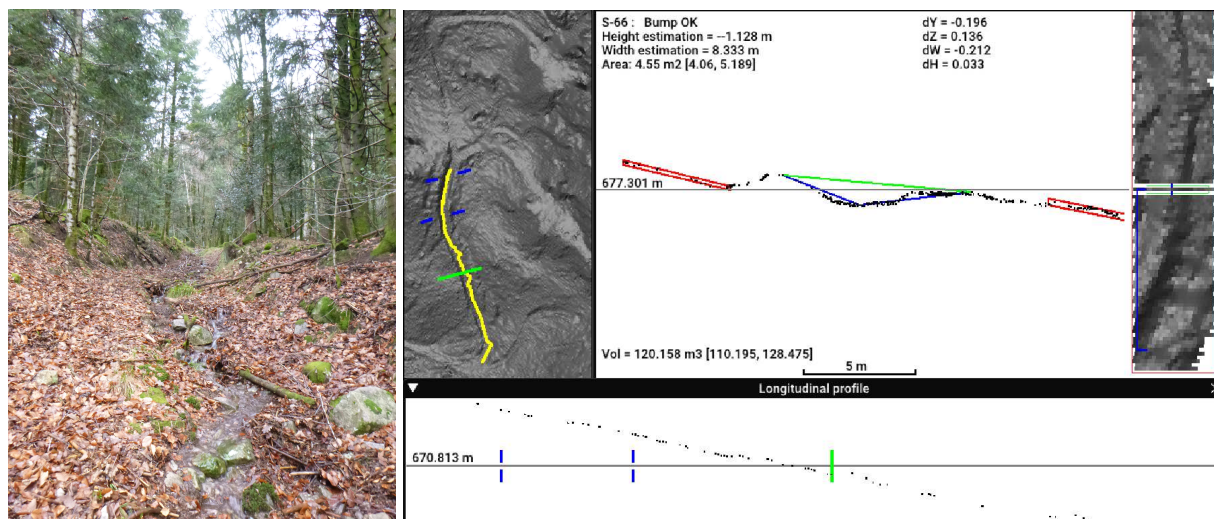 S-66 : Bump OK
Height estimation = --1.128 m
Width estimation = 8.333 m
Area: 4.55 m2 [4.06, 5.189]
dY = -0.196
dZ = 0.136
dW = -0.212
dH = 0.033
677.301 m
Vol = 120.158 m3 [110.195, 128.475]
5 m
Longitudinal profile
670.813 m